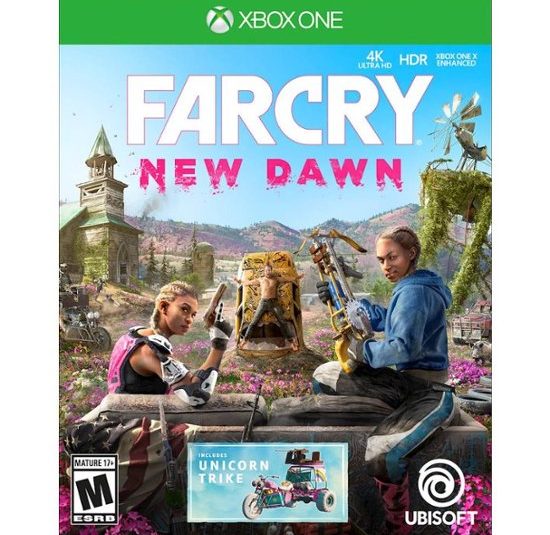 XBOX ONE
4K
ULTRA HD
HDR
XBOX ONE X
ENHANCED
FARCRY®
NEW DAWN
INCLUDES
UNICORN
TRIKE
MATURE 17+
M
ESRB
UBISOFT